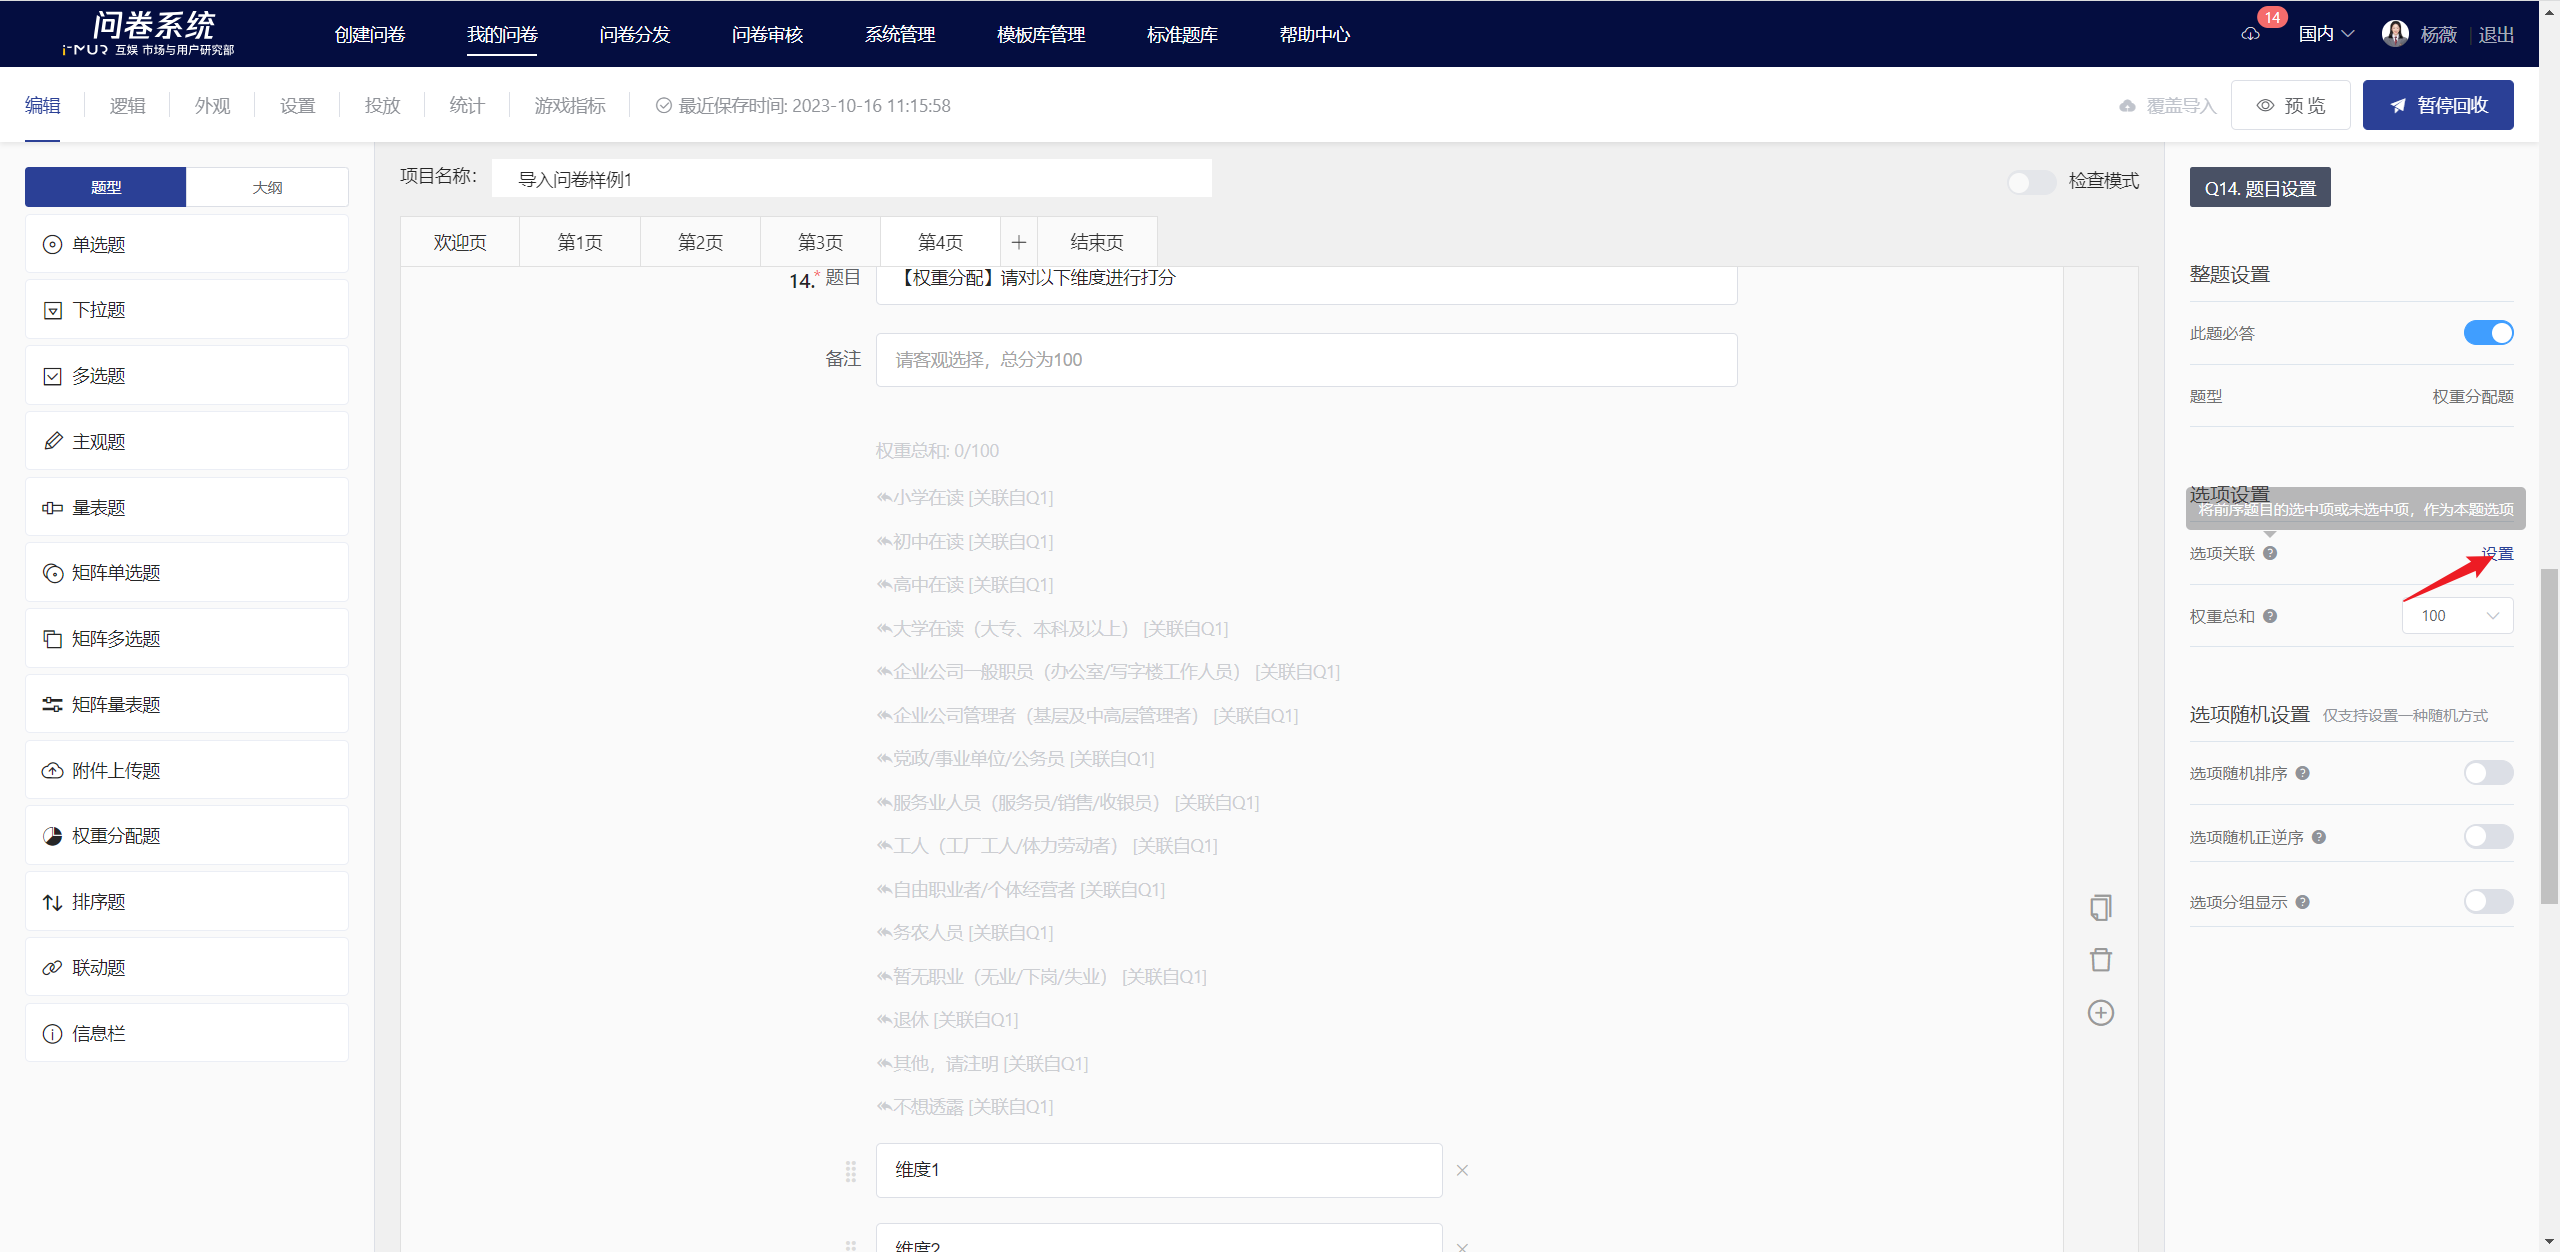 问卷系统
i-MUR 互娱 市场与用户研究部
创建问卷
我的问卷
问卷分发
问卷审核
系统管理
模板库管理
标准题库
帮助中心
14
国内
杨薇
退出
编辑
逻辑
外观
设置
投放
统计
游戏指标
最近保存时间: 2023-10-16 11:15:58
覆盖导入
预 览
暂停回收
题型
大纲
单选题
下拉题
多选题
主观题
量表题
矩阵单选题
矩阵多选题
矩阵量表题
附件上传题
权重分配题
排序题
联动题
信息栏
项目名称:
导入问卷样例1
检查模式
欢迎页
第1页
第2页
第3页
第4页
结束页
14.* 题目
【权重分配】请对以下维度进行打分
备注
请客观选择，总分为100
权重总和: 0/100
小学在读 [关联自Q1]
初中在读 [关联自Q1]
高中在读 [关联自Q1]
大学在读（大专、本科及以上） [关联自Q1]
企业公司一般职员（办公室/写字楼工作人员） [关联自Q1]
企业公司管理者（基层及中高层管理者） [关联自Q1]
党政/事业单位/公务员 [关联自Q1]
服务业人员（服务员/销售/收银员） [关联自Q1]
工人（工厂工人/体力劳动者） [关联自Q1]
自由职业者/个体经营者 [关联自Q1]
务农人员 [关联自Q1]
暂无职业（无业/下岗/失业） [关联自Q1]
退休 [关联自Q1]
其他，请注明 [关联自Q1]
不想透露 [关联自Q1]
维度1
维度2
Q14. 题目设置
整题设置
此题必答
题型
权重分配题
选项设置
将前序题目的选中项或未选中项，作为本题选项
选项关联
设置
权重总和
100
选项随机设置 仅支持设置一种随机方式
选项随机排序
选项随机正逆序
选项分组显示